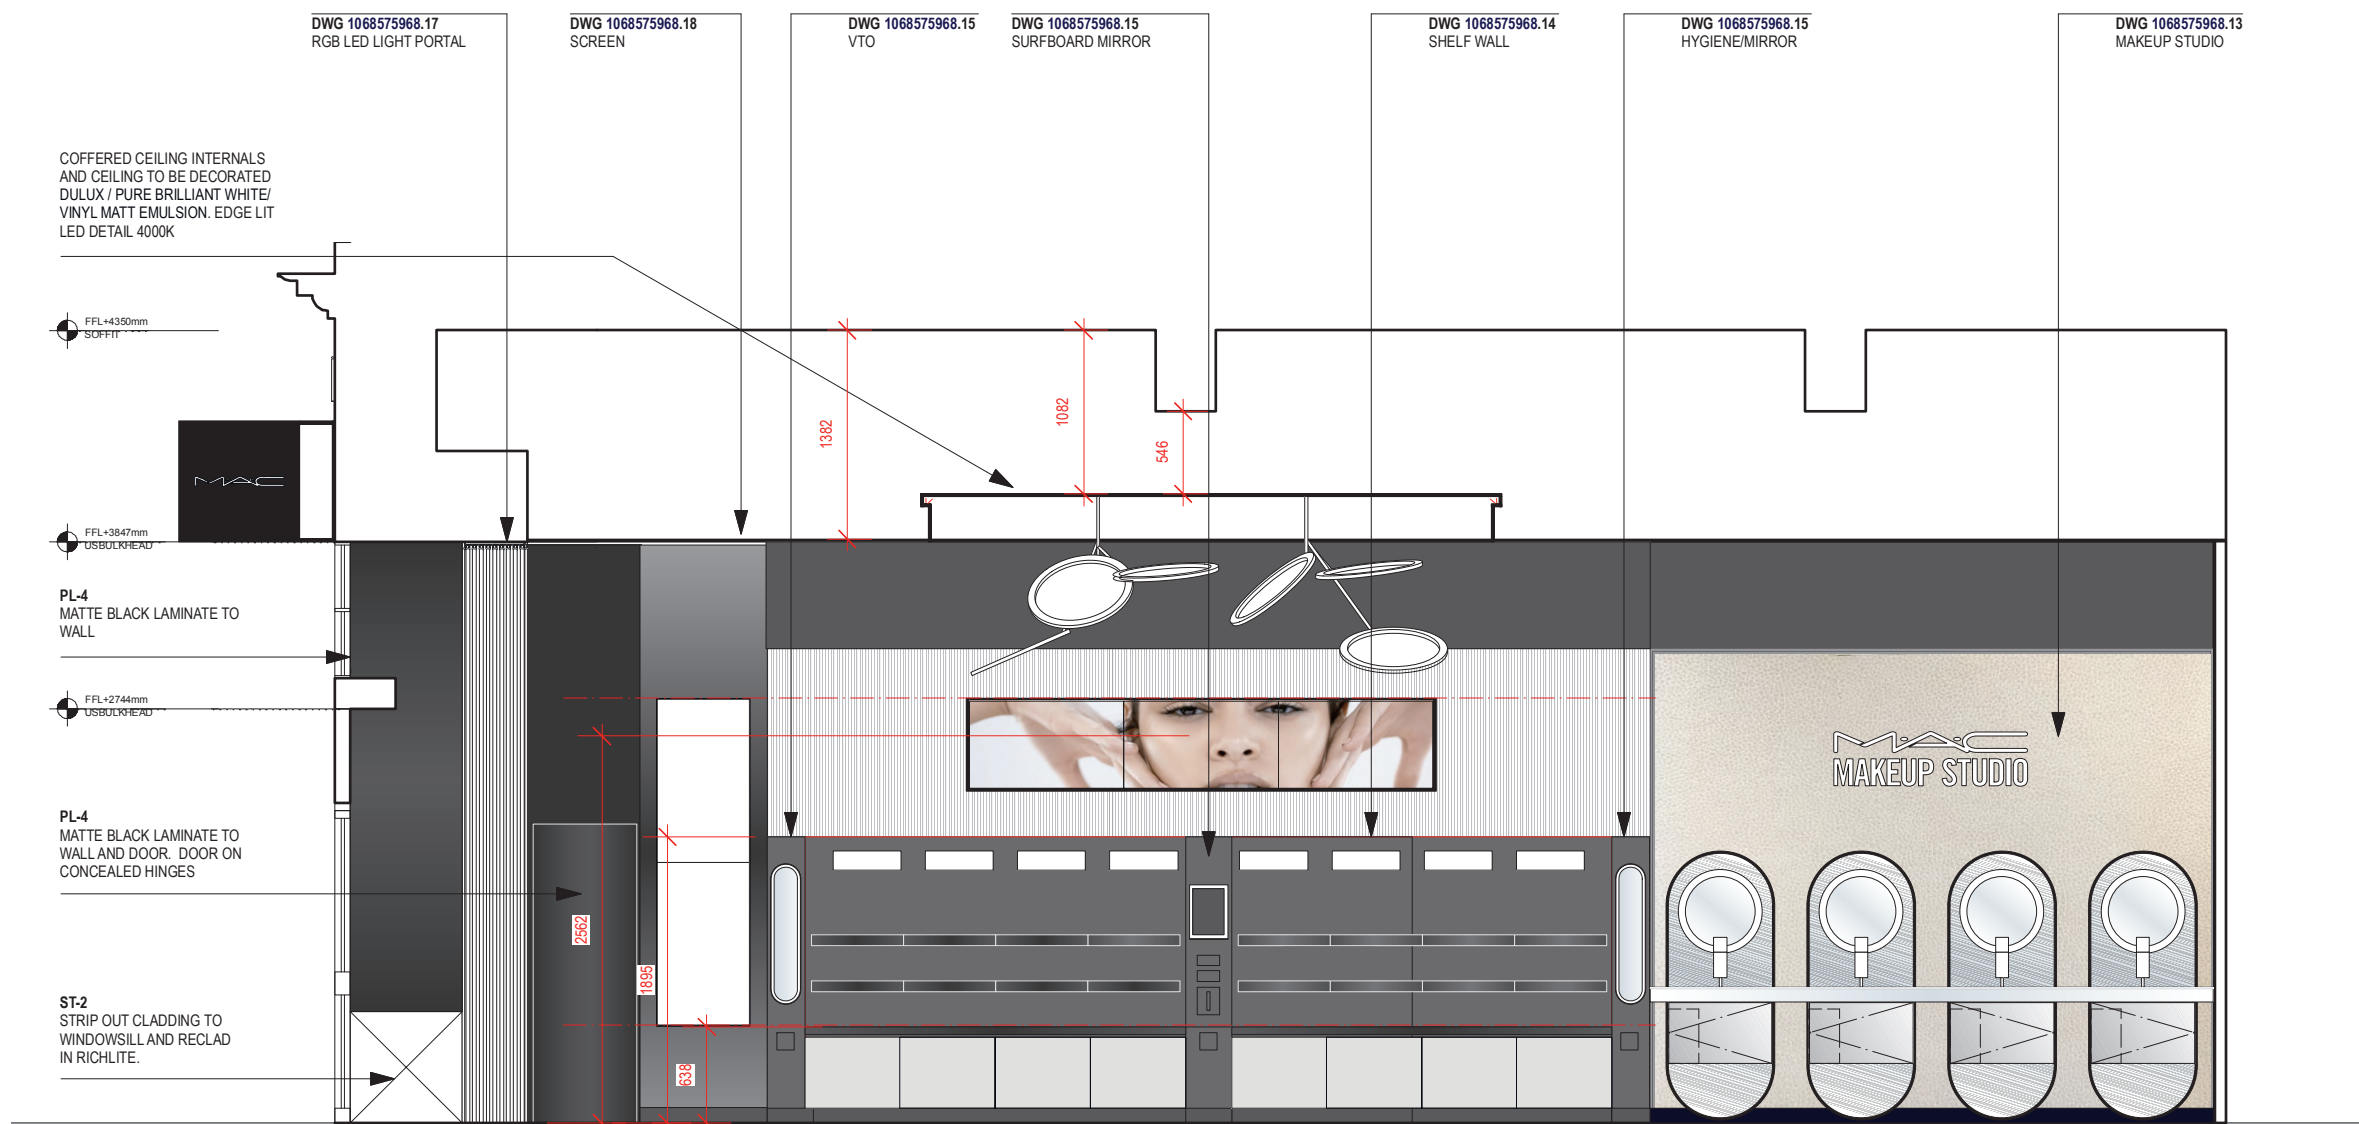 DWG 1068575968.17
RGB LED LIGHT PORTAL
DWG 1068575968.18
SCREEN
DWG 1068575968.15
VTO
DWG 1068575968.15
SURFBOARD MIRROR
DWG 1068575968.14
SHELF WALL
DWG 1068575968.15
HYGIENE/MIRROR
DWG 1068575968.13
MAKEUP STUDIO
COFFERED CEILING INTERNALS
AND CEILING TO BE DECORATED
DULUX / PURE BRILLIANT WHITE/
VINYL MATT EMULSION. EDGE LIT
LED DETAIL 4000K
FFL+4350mm
SOFFIT
1382
1082
546
MAC
FFL+3847mm
USBULKHEAD
PL-4
MATTE BLACK LAMINATE TO
WALL
FFL+2744mm
USBULKHEAD
M·A·C
MAKEUP STUDIO
PL-4
MATTE BLACK LAMINATE TO
WALL AND DOOR. DOOR ON
CONCEALED HINGES
2562
1895
638
ST-2
STRIP OUT CLADDING TO
WINDOWSILL AND RECLAD
IN RICHLITE.